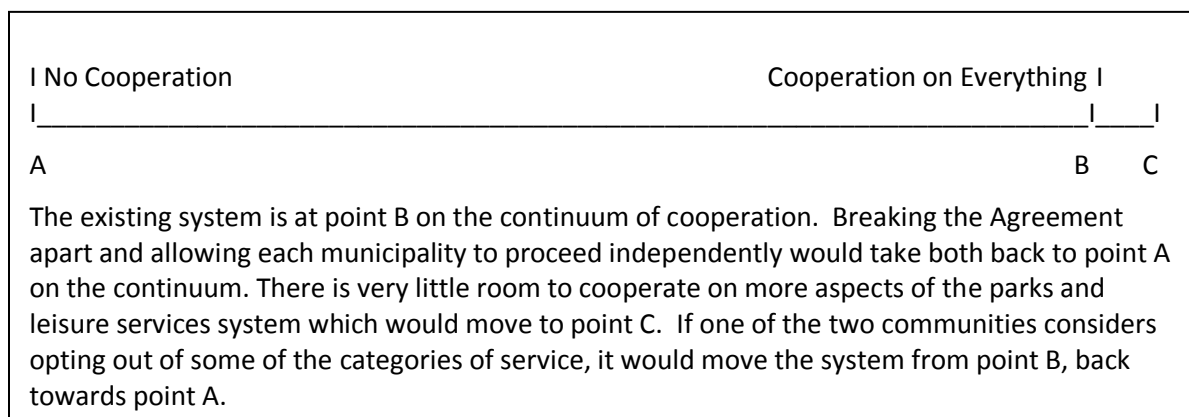 I No Cooperation Cooperation on Everything I
I______________________________________________________________________________I____I
A B C
The existing system is at point B on the continuum of cooperation.  Breaking the Agreement
apart and allowing each municipality to proceed independently would take both back to point A
on the continuum. There is very little room to cooperate on more aspects of the parks and
leisure services system which would move to point C.  If one of the two communities considers
opting out of some of the categories of service, it would move the system from point B, back
towards point A.